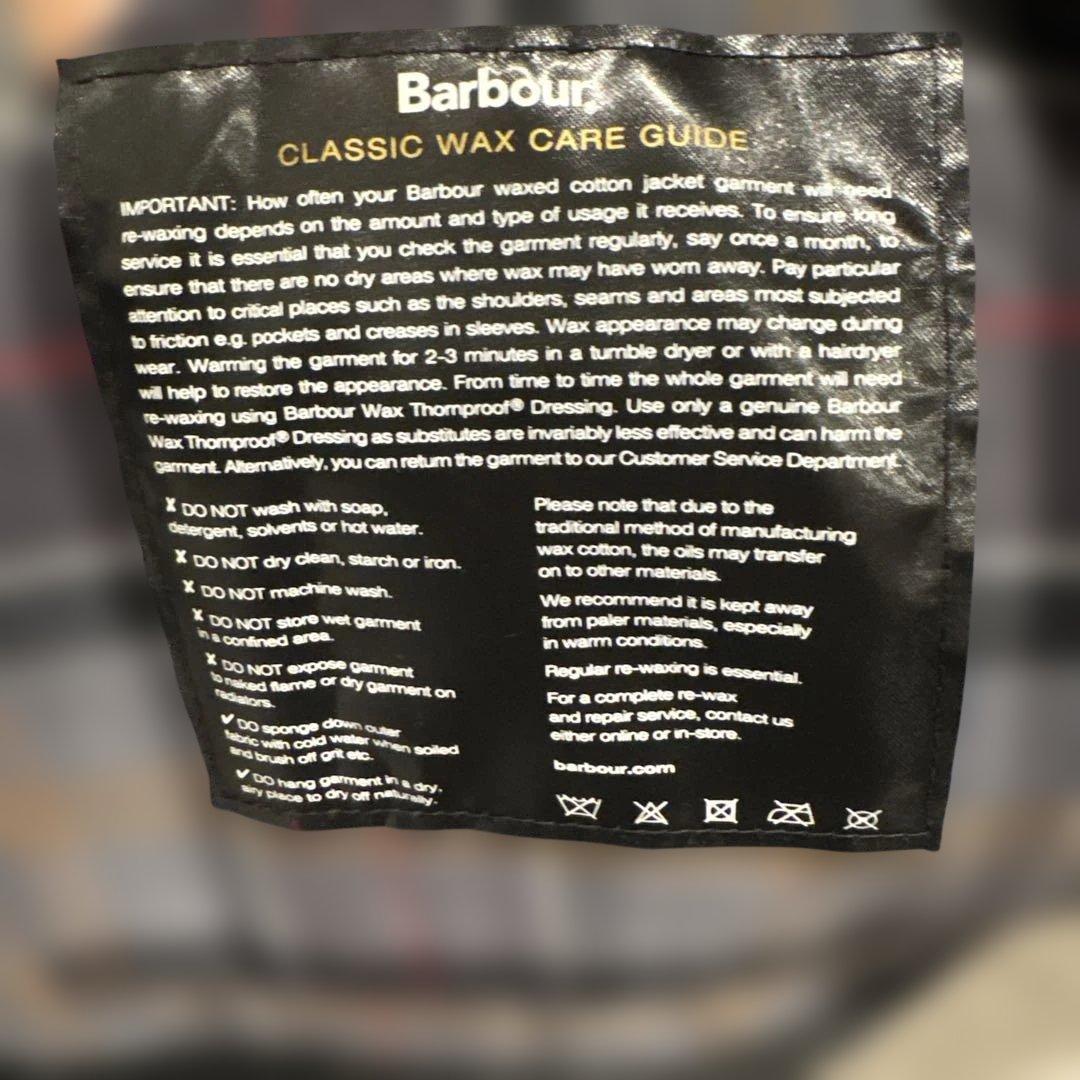 Barbour
CLASSIC WAX CARE GUIDE
IMPORTANT: How often your Barbour waxed cotton jacket garment will need
re-waxing depends on the amount and type of usage it receives. To ensure long
service it is essential that you check the garment regularly, say once a month, to
ensure that there are no dry areas where wax may have worn away. Pay particular
attention to critical places such as the shoulders, seams and areas most subjected
to friction e.g. pockets and creases in sleeves. Wax appearance may change during
wear. Warming the garment for 2-3 minutes in a tumble dryer or with a hairdryer
will help to restore the appearance. From time to time the whole garment will need
re-waxing using Barbour Wax Thornproof® Dressing. Use only a genuine Barbour
Wax Thornproof® Dressing as substitutes are invariably less effective and can harm the
garment. Alternatively, you can return the garment to our Customer Service Department.
✗ DO NOT wash with soap,
detergent, solvents or hot water.
✗ DO NOT dry clean, starch or iron.
✗ DO NOT machine wash.
✗ DO NOT store wet garment
in a confined area.
✗ DO NOT expose garment
to naked flame or dry garment on
radiators.
✓ DO sponge down outer
fabric with cold water when soiled
and brush off grit etc.
✓ DO hang garment in a dry,
airy place to dry off naturally.
Please note that due to the
traditional method of manufacturing
wax cotton, the oils may transfer
on to other materials.
We recommend it is kept away
from paler materials, especially
in warm conditions.
Regular re-waxing is essential.
For a complete re-wax
and repair service, contact us
either online or in-store.
barbour.com